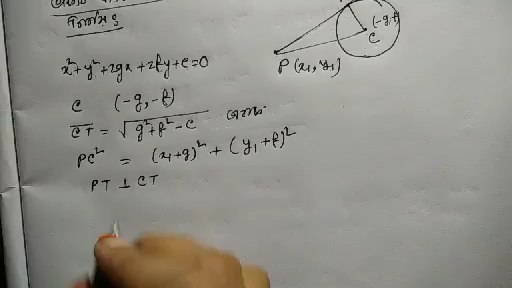 x² + y² + 2gx + 2fy + c = 0
C (-g, -f)
CT = √g² + f² - c
PC² = (x₁ + g)² + (y₁ + f)²
PT ⊥ CT
(-g, f)
C
P (x₁, y₁)